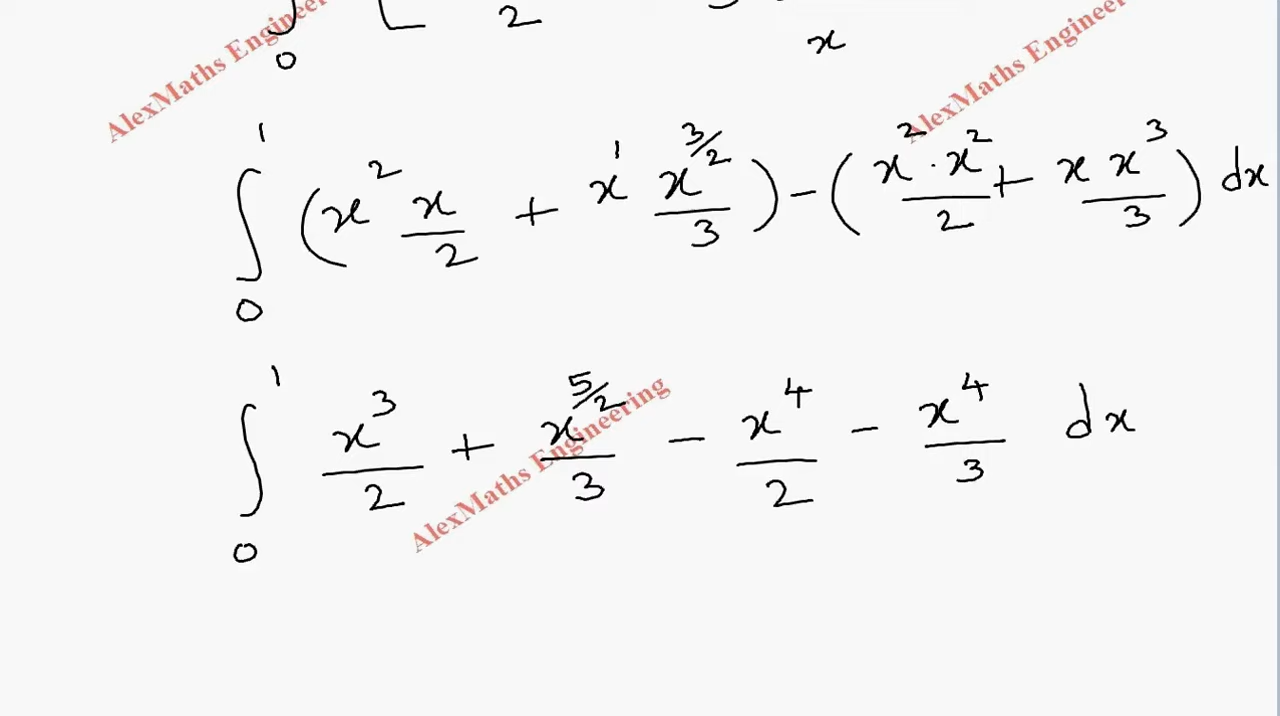 ∫₀ [ 2 3 x
∫₀¹ (x² x/2 + x¹ x^(3/2)/3) - (x² · x²/2 + x x³/3) dx
∫₀¹ x³/2 + x^(5/2)/3 - x⁴/2 - x⁴/3 dx
AlexMaths Engineering
AlexMaths Engineering
AlexMaths Engineering